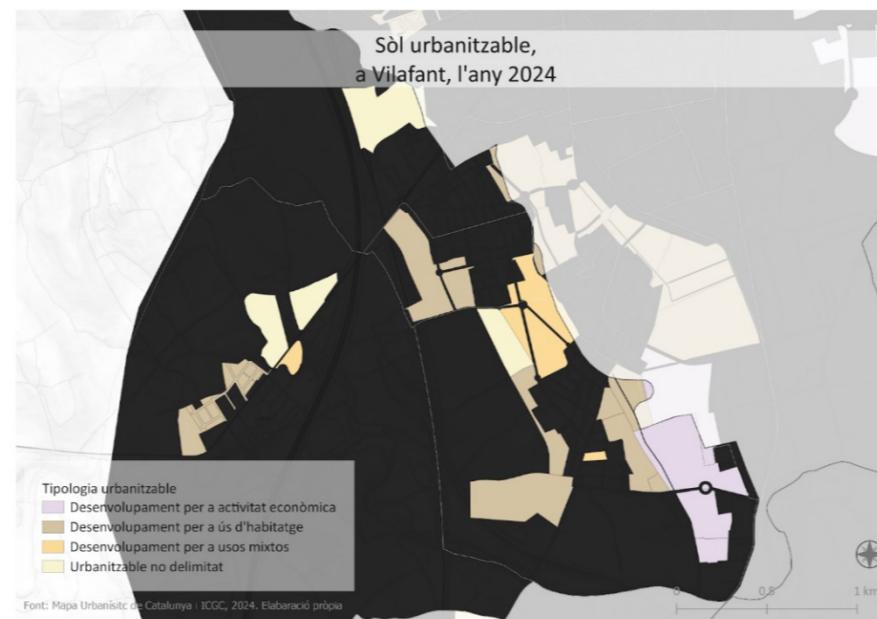 Sòl urbanitzable,
a Vilafant, l'any 2024
Tipologia urbanitzable
Desenvolupament per a activitat econòmica
Desenvolupament per a ús d'habitatge
Desenvolupament per a usos mixtos
Urbanitzable no delimitat
Font: Mapa Urbanísitc de Catalunya i ICGC, 2024. Elaboració pròpia
0 0,5 1 km